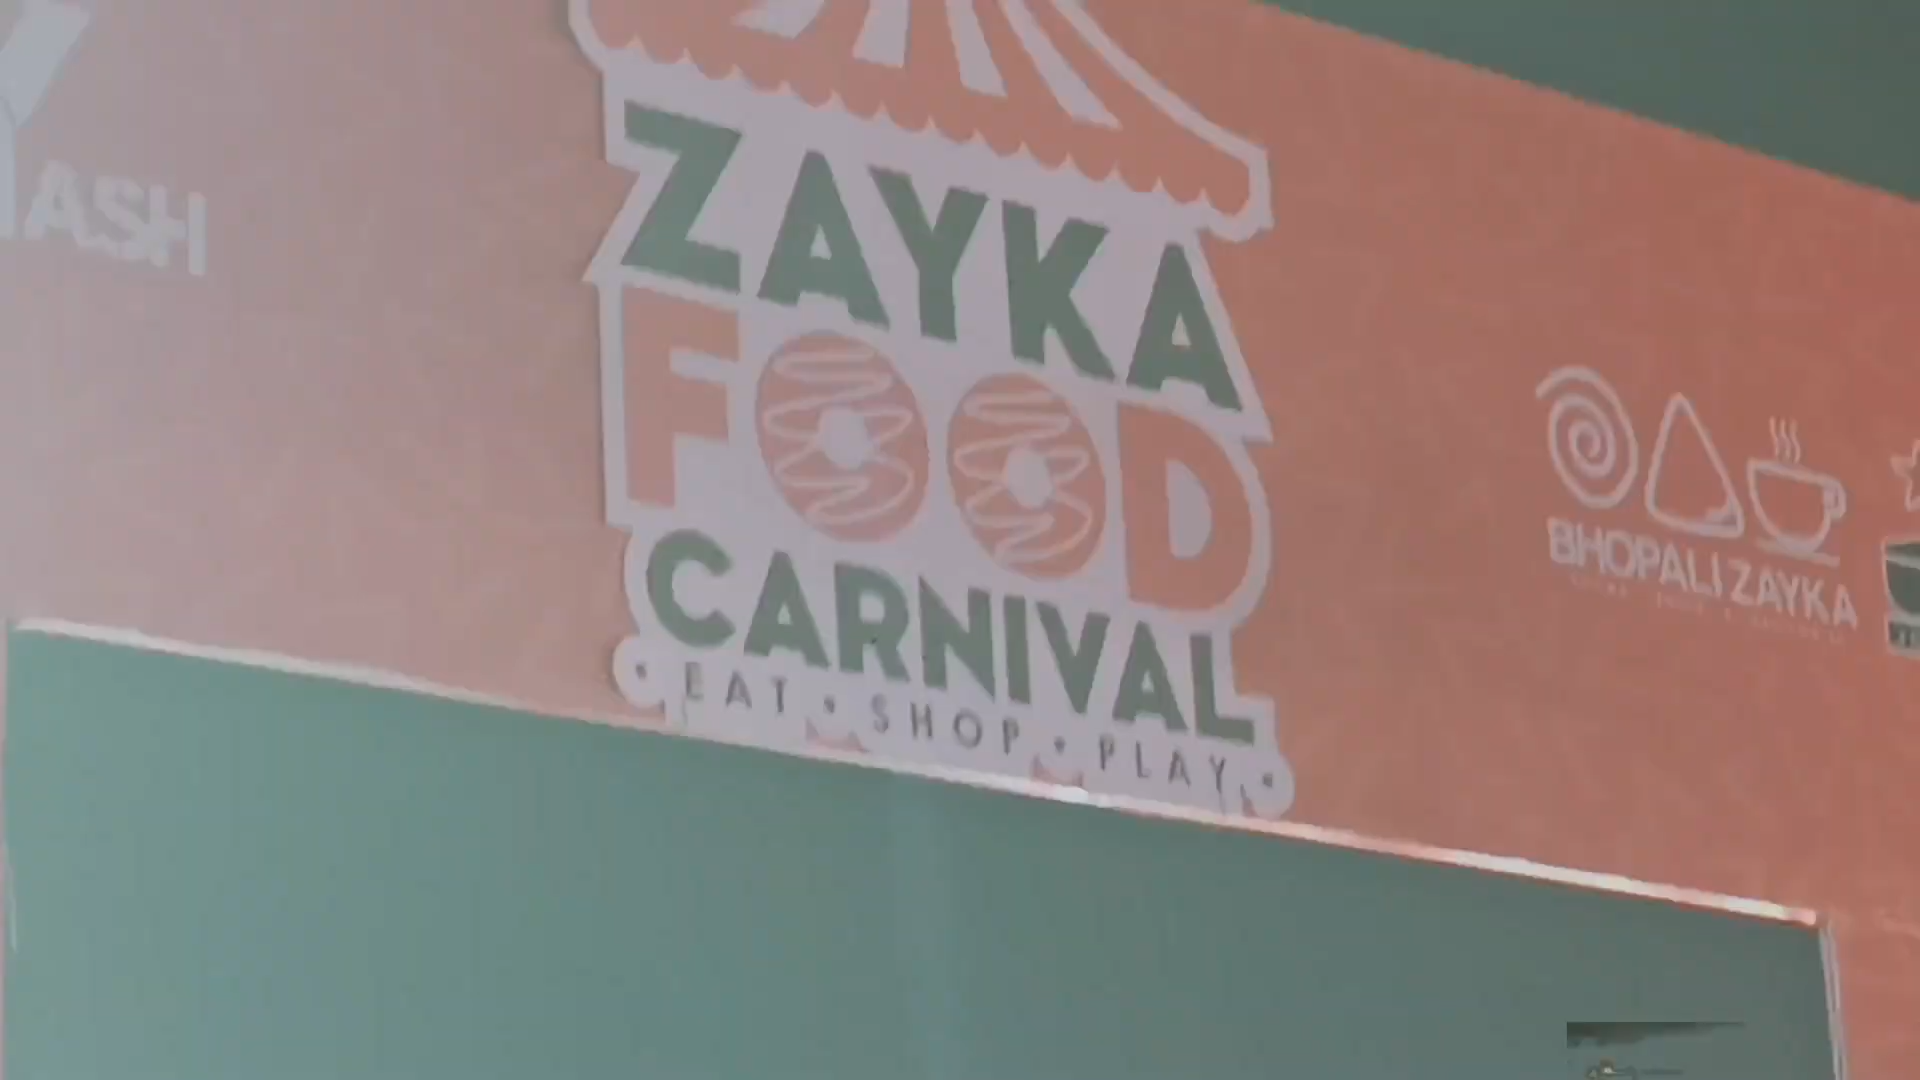 ASH
ZAYKA
FOOD
CARNIVAL
• EAT • SHOP • PLAY •
BHOPALI ZAYKA